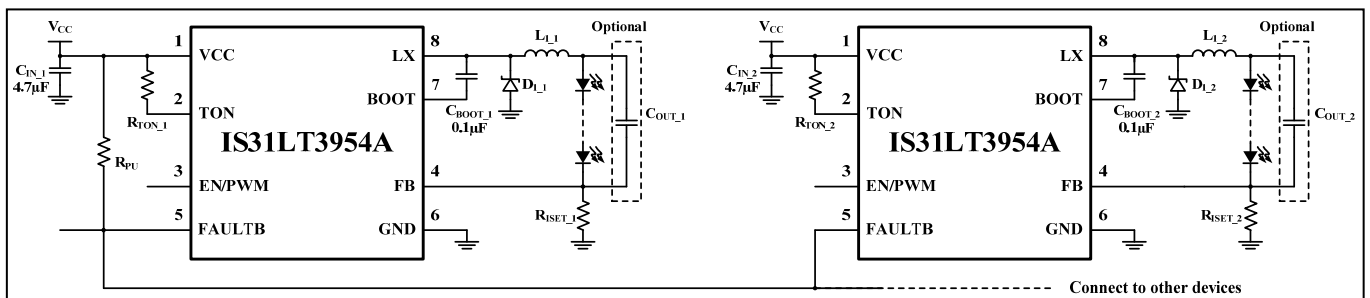 Optional
Optional
VCC
VCC
LI_1
LI_2
1
VCC
LX
8
1
VCC
LX
8
CIN_1
4.7μF
CIN_2
4.7μF
7
DI_1
7
DI_2
2
TON
BOOT
2
TON
BOOT
RTON_1
CBOOT_1
0.1μF
COUT_1
RTON_2
CBOOT_2
0.1μF
COUT_2
IS31LT3954A
IS31LT3954A
RPU
3
EN/PWM
FB
4
3
EN/PWM
FB
4
5
FAULTB
GND
6
RISET_1
5
FAULTB
GND
6
RISET_2
Connect to other devices